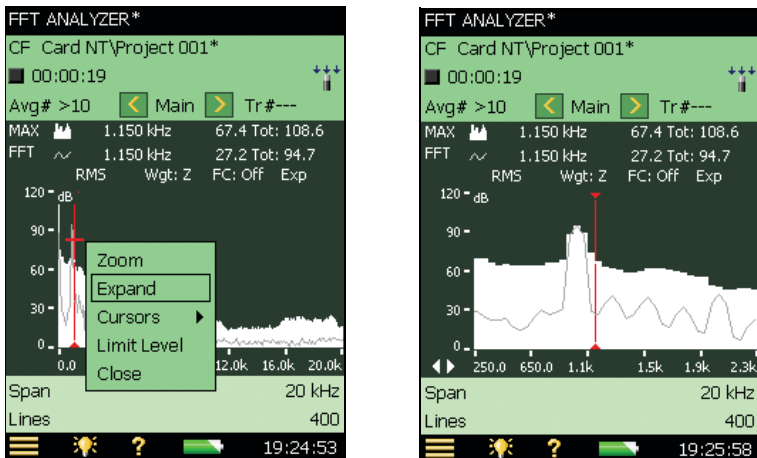 FFT ANALYZER*
CF Card NT\Project 001*
00:00:19
Avg# >10 < Main > Tr#---
MAX 1.150 kHz 67.4 Tot: 108.6
FFT 1.150 kHz 27.2 Tot: 94.7
RMS Wgt: Z FC: Off Exp
120
dB
90
60
30
0
Zoom
Expand
Cursors
Limit Level
Close
0.0 12.0k 16.0k 20.0k
Span 20 kHz
Lines 400
? 19:24:53
FFT ANALYZER*
CF Card NT\Project 001*
00:00:19
Avg# >10 < Main > Tr#---
MAX 1.150 kHz 67.4 Tot: 108.6
FFT 1.150 kHz 27.2 Tot: 94.7
RMS Wgt: Z FC: Off Exp
120
dB
90
60
30
0
250.0 650.0 1.1k 1.5k 1.9k 2.3k
Span 20 kHz
Lines 400
? 19:25:58